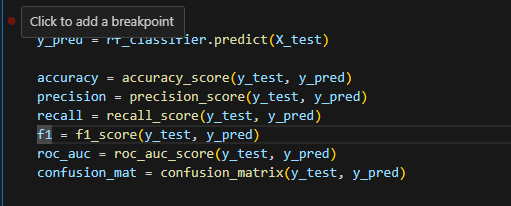 Click to add a breakpoint
y_pred = rf_classifier.predict(X_test)
accuracy = accuracy_score(y_test, y_pred)
precision = precision_score(y_test, y_pred)
recall = recall_score(y_test, y_pred)
f1 = f1_score(y_test, y_pred)
roc_auc = roc_auc_score(y_test, y_pred)
confusion_mat = confusion_matrix(y_test, y_pred)